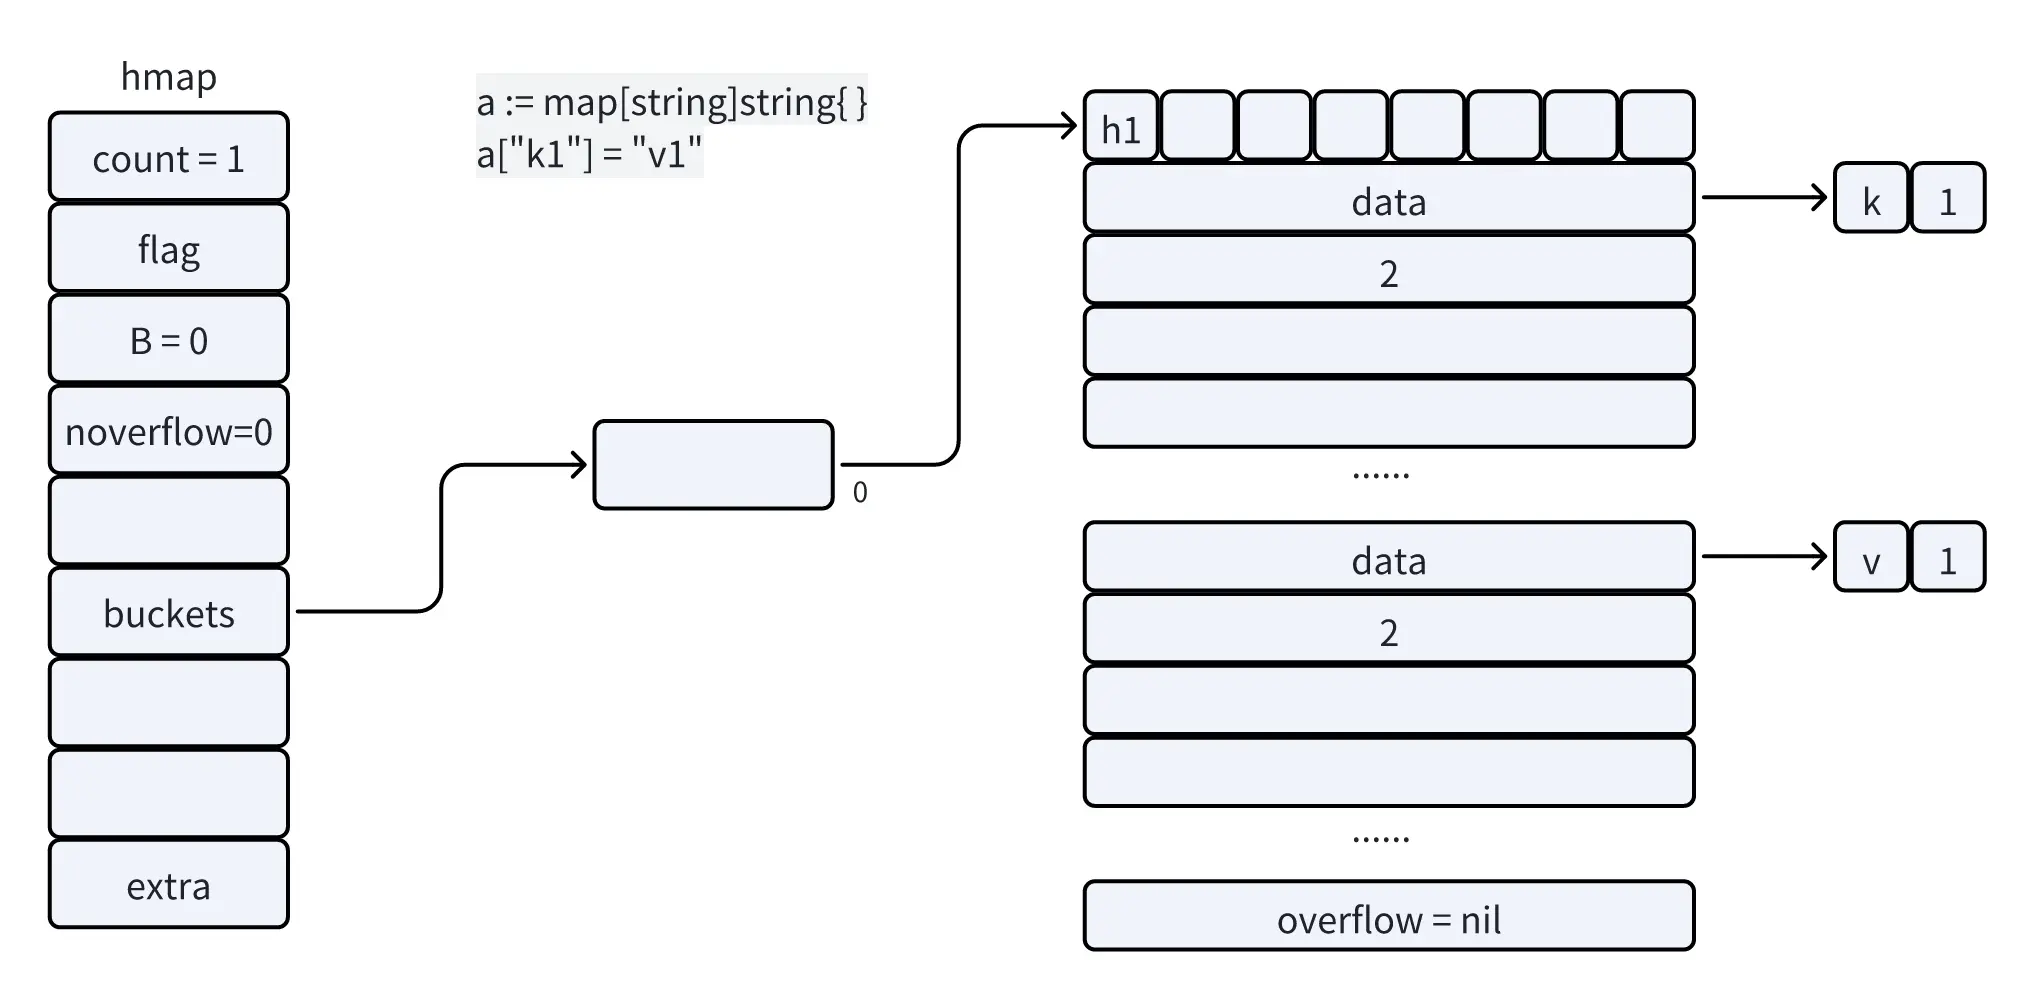 hmap
count = 1
flag
B = 0
noverflow=0
buckets
extra
a := map[string]string{ }
a["k1"] = "v1"
0
h1
data
k 1
2
......
data
v 1
2
......
overflow = nil